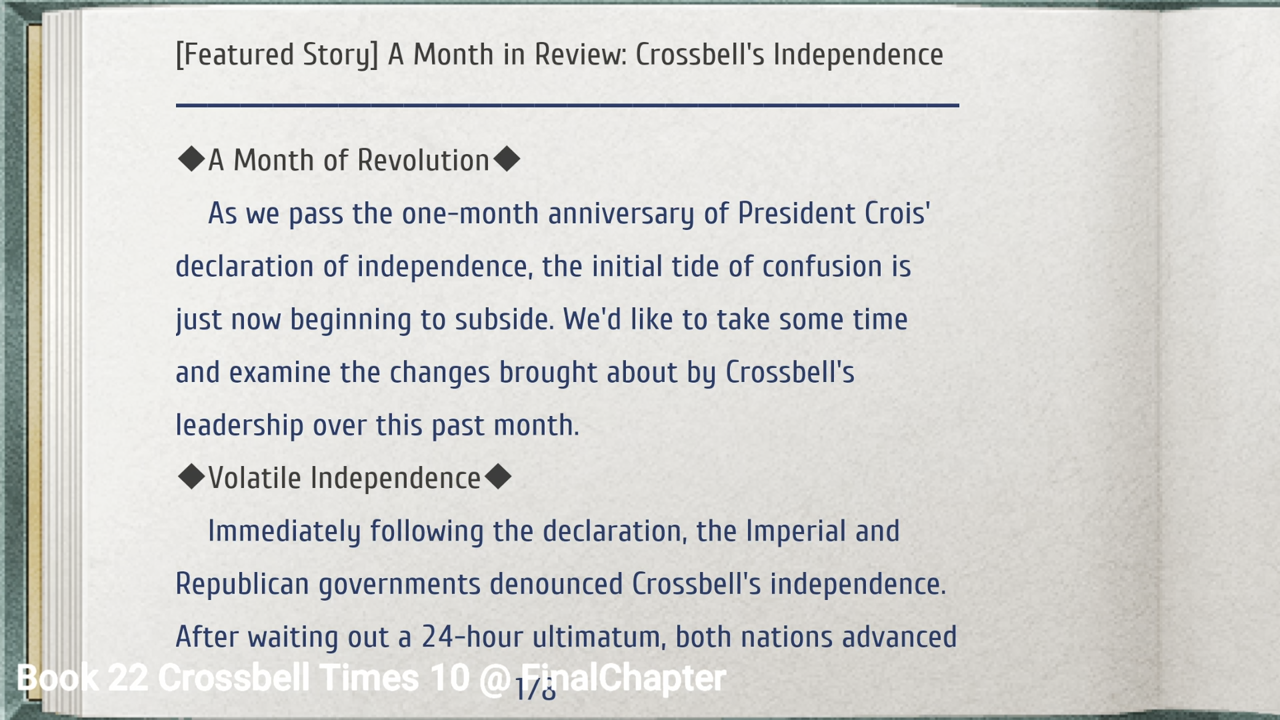 [Featured Story] A Month in Review: Crossbell's Independence
◆A Month of Revolution◆
As we pass the one-month anniversary of President Crois'
declaration of independence, the initial tide of confusion is
just now beginning to subside. We'd like to take some time
and examine the changes brought about by Crossbell's
leadership over this past month.
◆Volatile Independence◆
Immediately following the declaration, the Imperial and
Republican governments denounced Crossbell's independence.
After waiting out a 24-hour ultimatum, both nations advanced
Book 22 Crossbell Times 10 @ FinalChapter
1/8